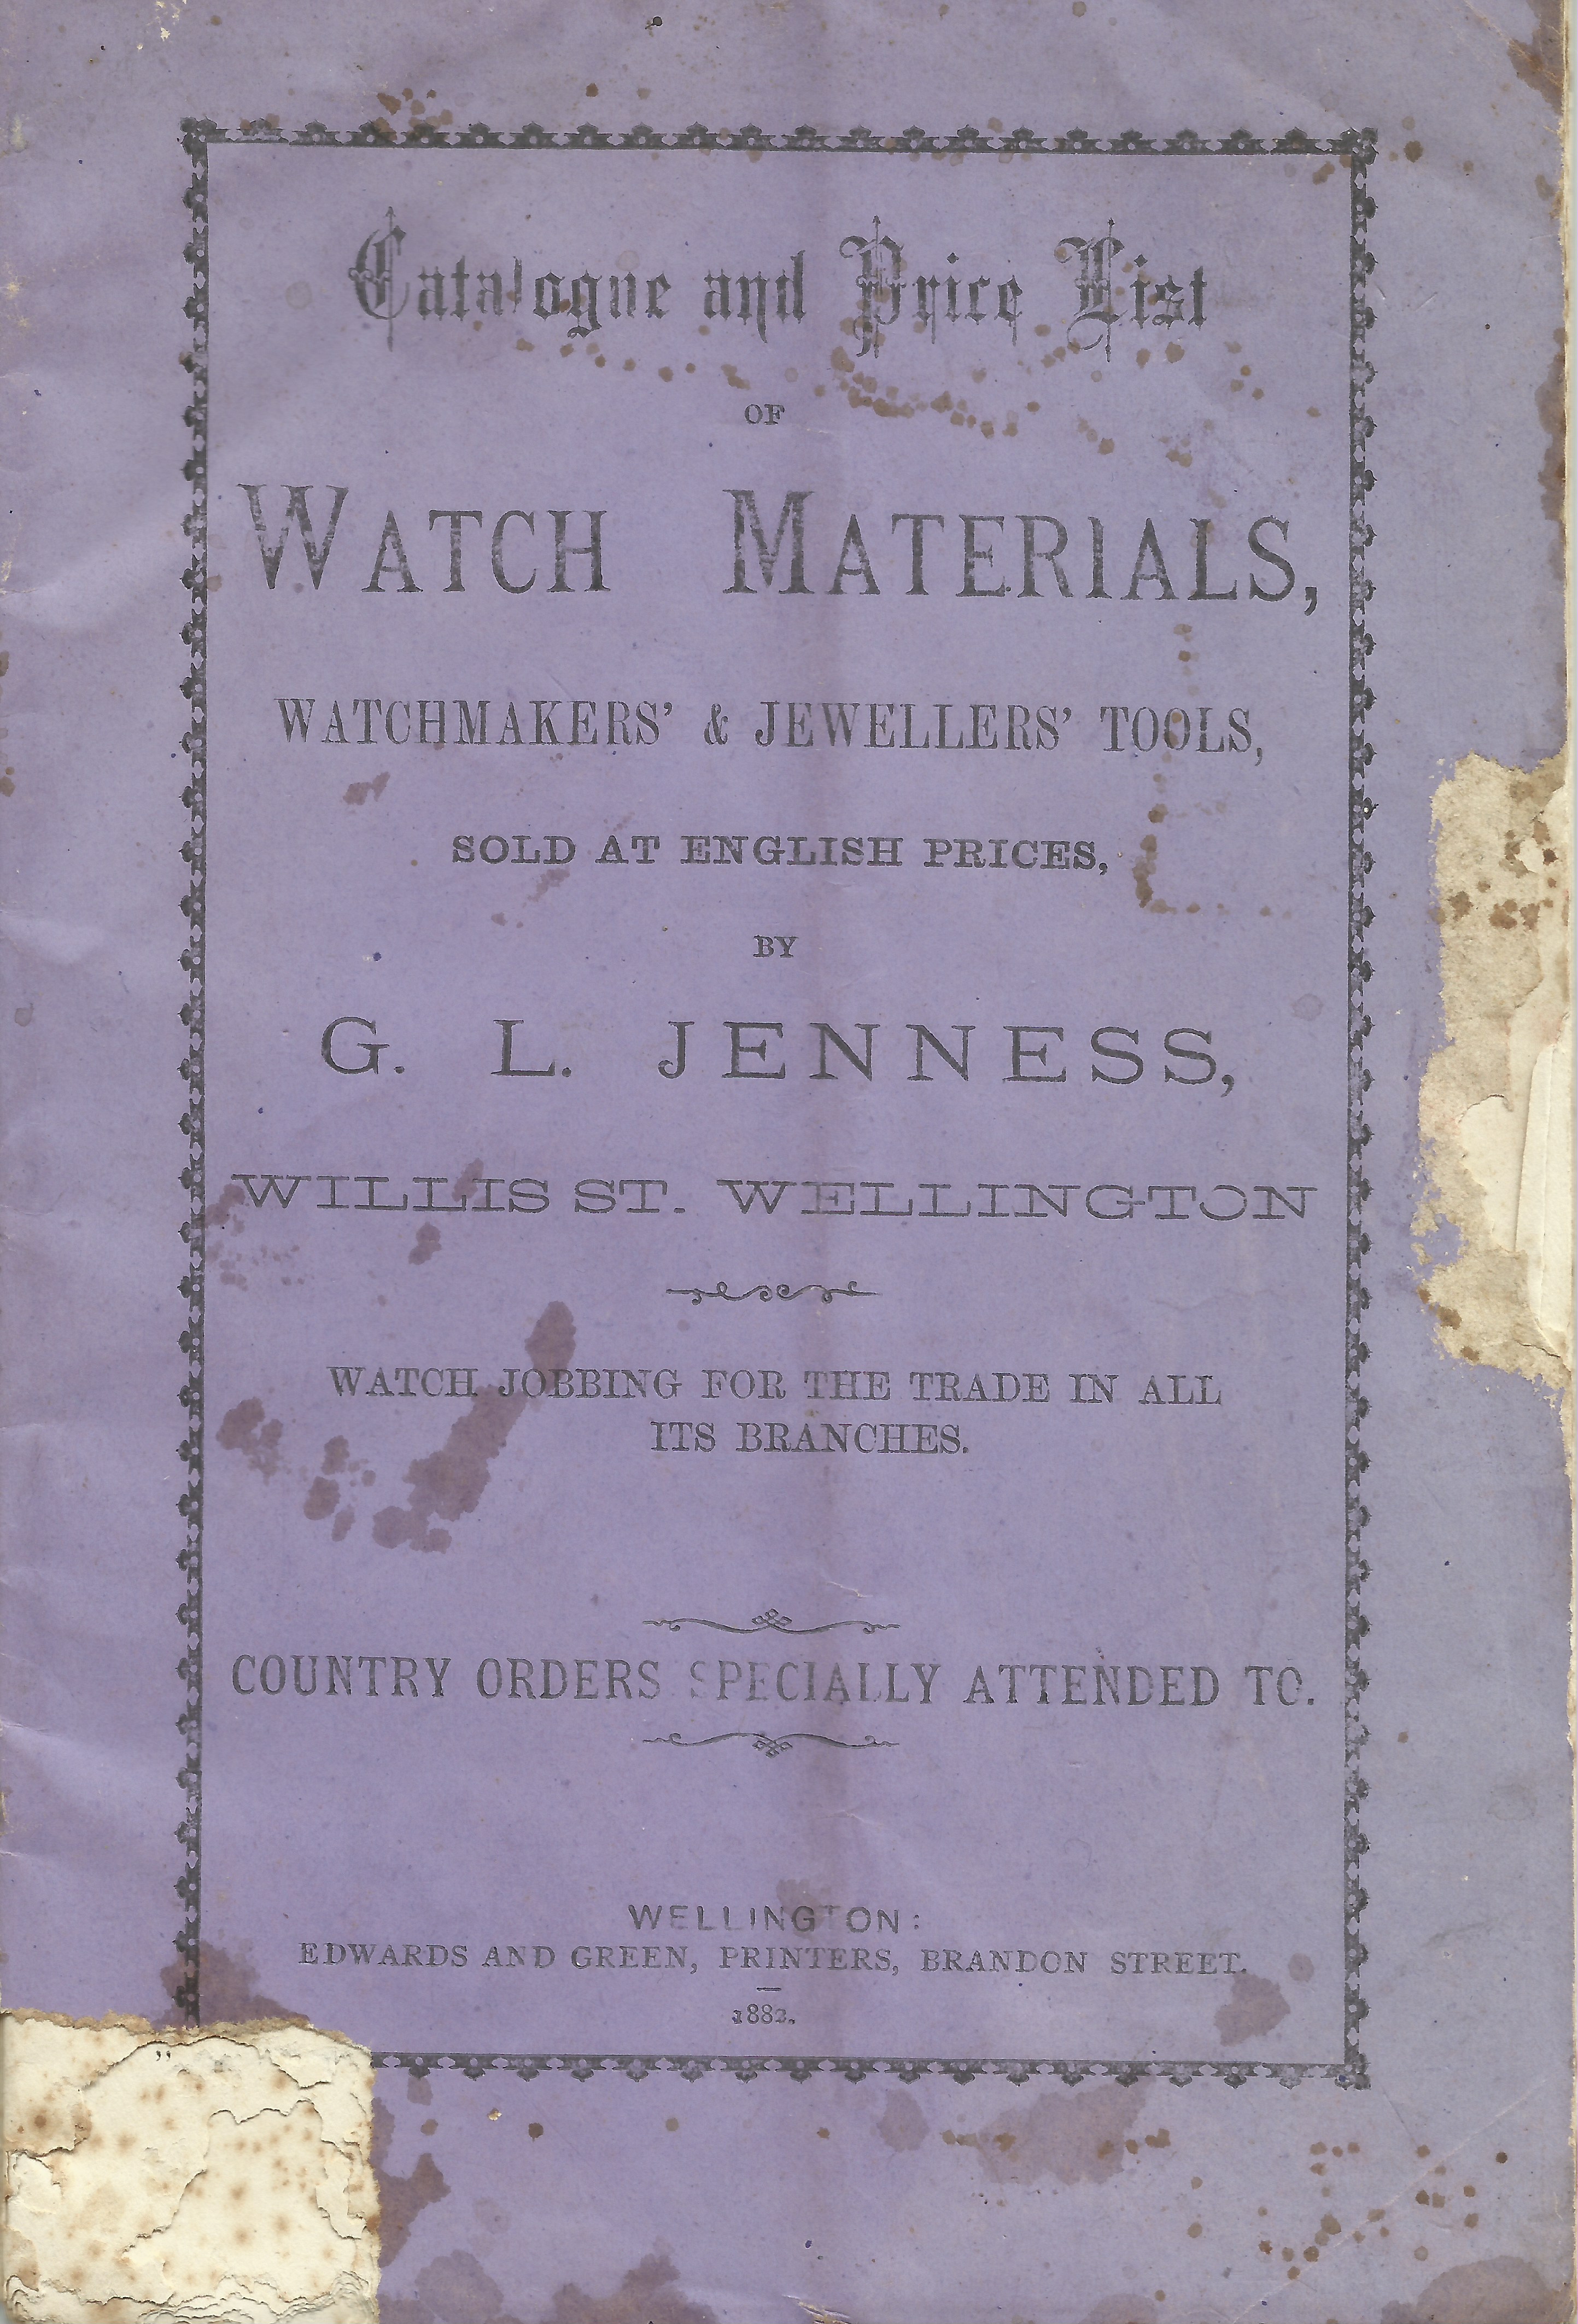 Catalogue and Price List
OF
WATCH MATERIALS,
WATCHMAKERS' & JEWELLERS' TOOLS,
SOLD AT ENGLISH PRICES,
BY
G. L. JENNESS,
WILLIS ST. WELLINGTON
WATCH JOBBING FOR THE TRADE IN ALL
ITS BRANCHES.
COUNTRY ORDERS SPECIALLY ATTENDED TO.
WELLINGTON:
EDWARDS AND GREEN, PRINTERS, BRANDON STREET.
1882.